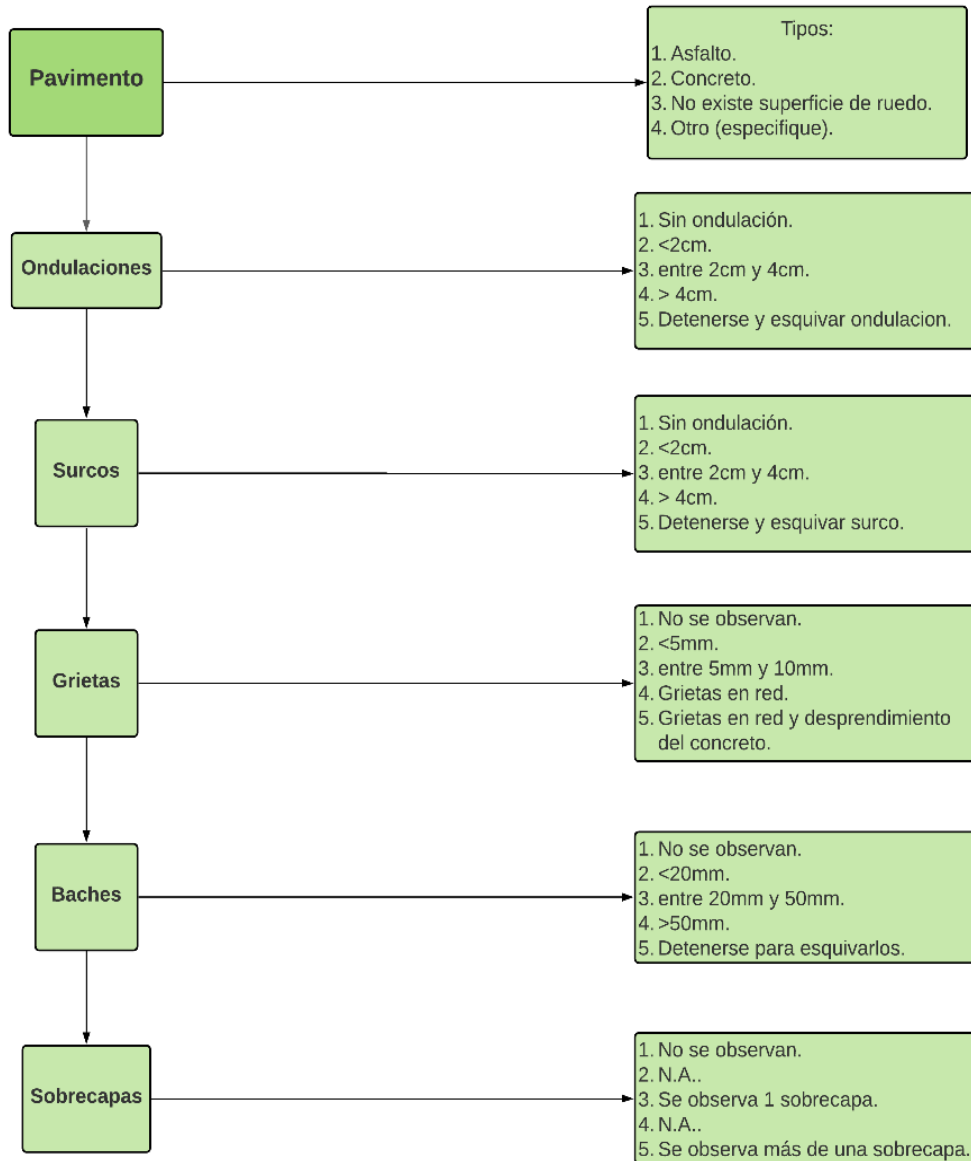 Pavimento
Tipos:
1. Asfalto.
2. Concreto.
3. No existe superficie de ruedo.
4. Otro (especifique).
Ondulaciones
1. Sin ondulación.
2. <2cm.
3. entre 2cm y 4cm.
4. > 4cm.
5. Detenerse y esquivar ondulacion.
Surcos
1. Sin ondulación.
2. <2cm.
3. entre 2cm y 4cm.
4. > 4cm.
5. Detenerse y esquivar surco.
Grietas
1. No se observan.
2. <5mm.
3. entre 5mm y 10mm.
4. Grietas en red.
5. Grietas en red y desprendimiento
del concreto.
Baches
1. No se observan.
2. <20mm.
3. entre 20mm y 50mm.
4. >50mm.
5. Detenerse para esquivarlos.
Sobrecapas
1. No se observan.
2. N.A..
3. Se observa 1 sobrecapa.
4. N.A..
5. Se observa más de una sobrecapa.